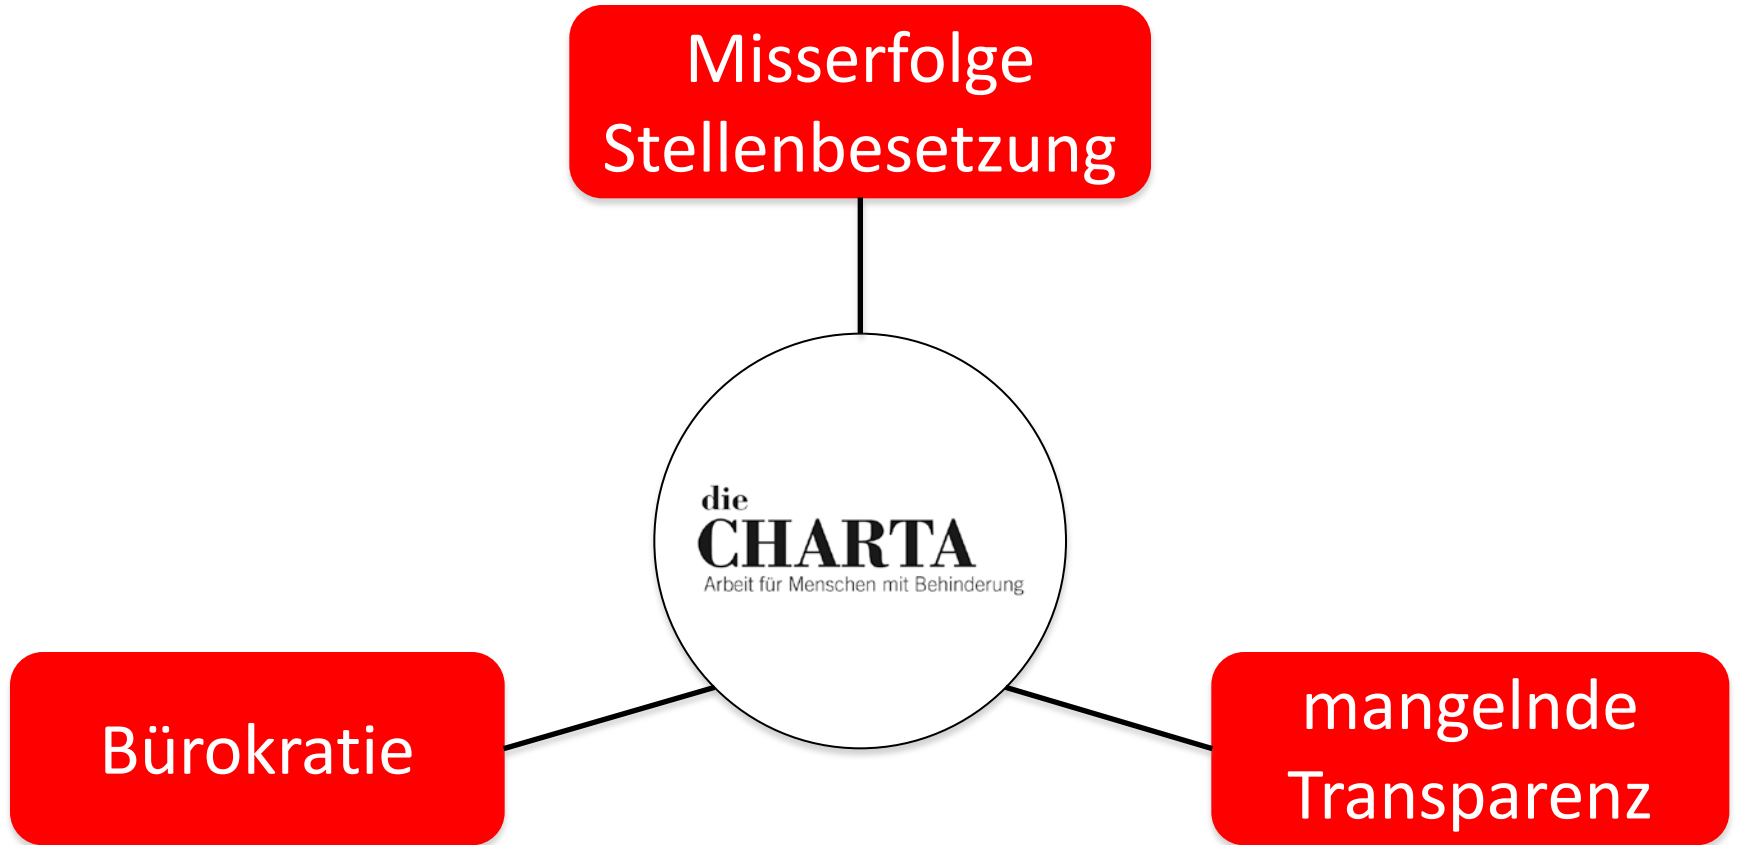 Misserfolge
Stellenbesetzung
die
CHARTA
Arbeit für Menschen mit Behinderung
Bürokratie
mangelnde
Transparenz